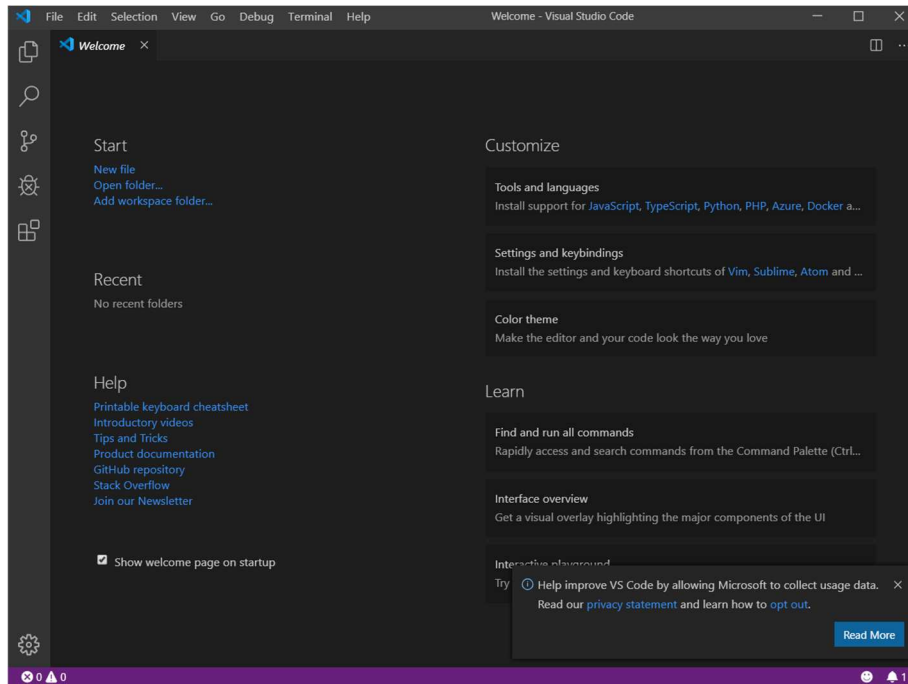 File Edit Selection View Go Debug Terminal Help
Welcome - Visual Studio Code
Welcome
Start
New file
Open folder...
Add workspace folder...
Recent
No recent folders
Help
Printable keyboard cheatsheet
Introductory videos
Tips and Tricks
Product documentation
GitHub repository
Stack Overflow
Join our Newsletter
Show welcome page on startup
Customize
Tools and languages
Install support for JavaScript, TypeScript, Python, PHP, Azure, Docker a...
Settings and keybindings
Install the settings and keyboard shortcuts of Vim, Sublime, Atom and ...
Color theme
Make the editor and your code look the way you love
Learn
Find and run all commands
Rapidly access and search commands from the Command Palette (Ctrl...
Interface overview
Get a visual overlay highlighting the major components of the UI
Interactive playground
Try
Help improve VS Code by allowing Microsoft to collect usage data.
Read our privacy statement and learn how to opt out.
Read More
0 0
1